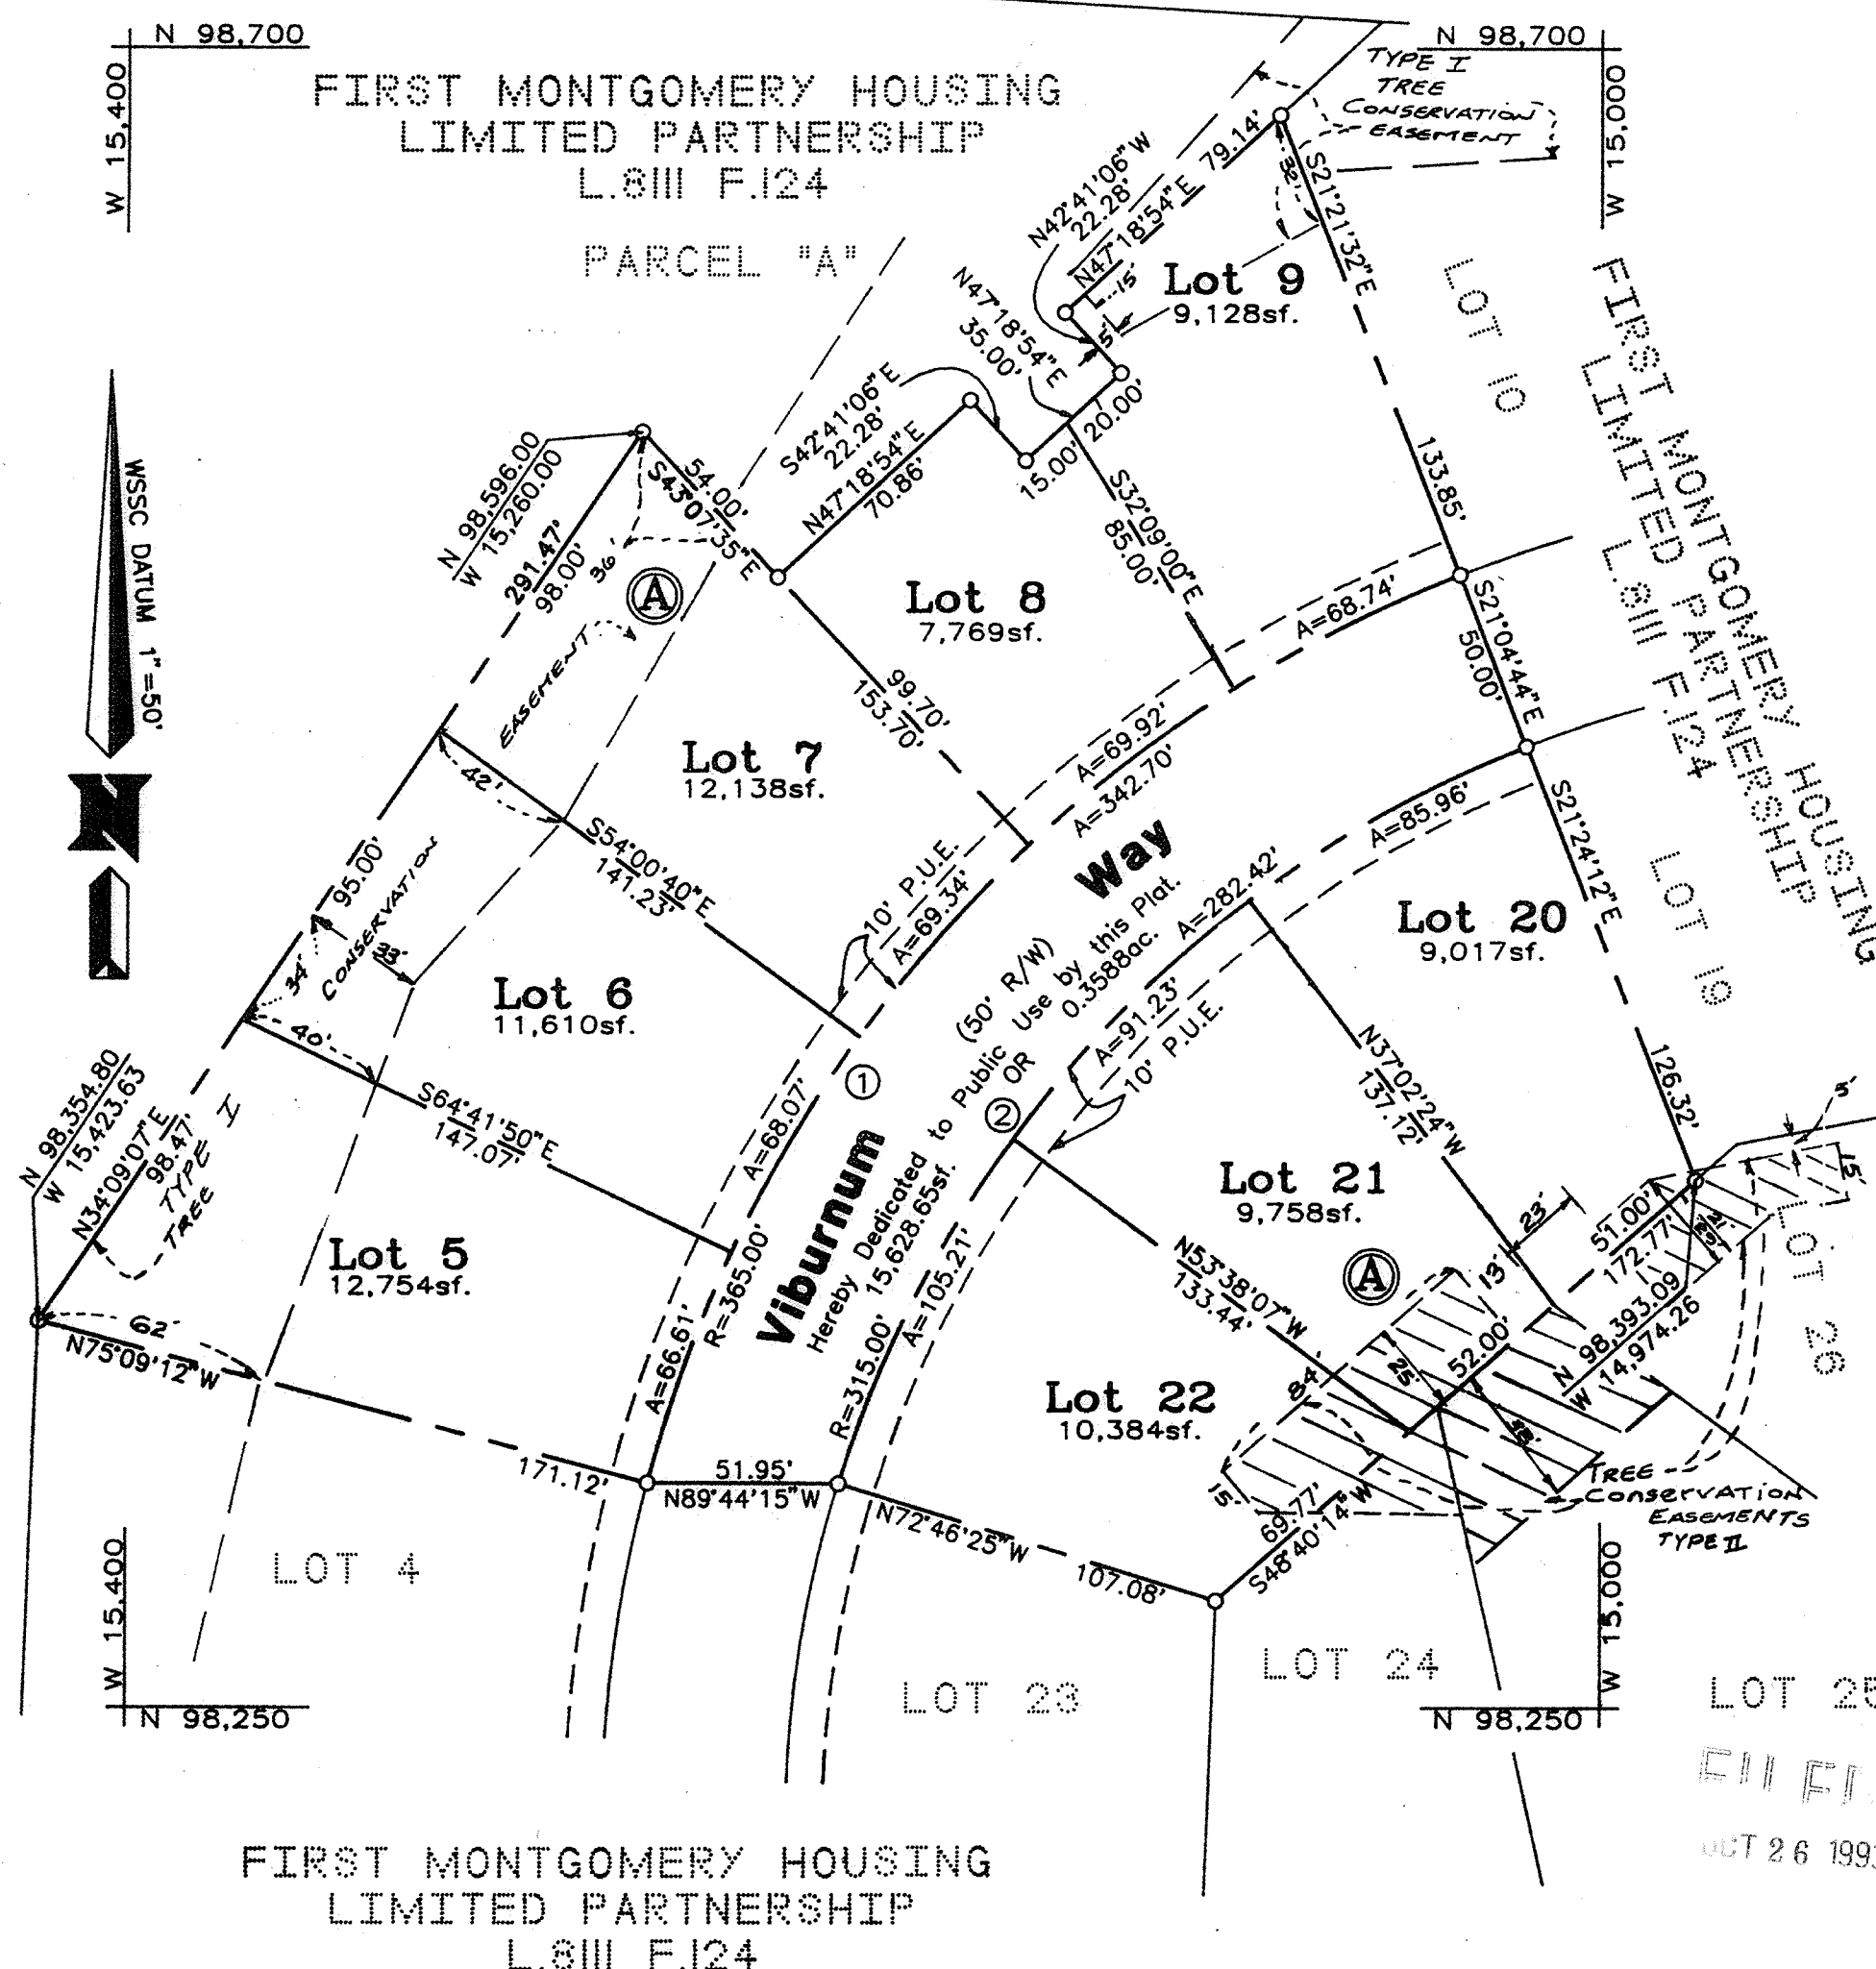 N 98,700
W 15,400
FIRST MONTGOMERY HOUSING
LIMITED PARTNERSHIP
L.8111 F.124
PARCEL "A"
N 98,700
W 15,000
TYPE I
TREE
CONSERVATION
EASEMENT
79.14'
N47°18'54"E
N42°41'06"W
22.28'
15'
5'
32'
S21°21'32"E
133.85'
Lot 9
9,128sf.
N47°18'54"E
35.00'
20.00'
15.00'
S42°41'06"E
22.28'
N47°18'54"E
70.86'
S32°09'00"E
85.00'
LOT 10
FIRST MONTGOMERY HOUSING
LIMITED PARTNERSHIP
L.8111 F.124
WSSC DATUM 1"=50'
N
N 98,596.00
W 15,260.00
54.00'
S43°07'35"E
291.47'
98.00'
36'
A
EASEMENT
Lot 8
7,769sf.
99.70'
153.70'
A=68.74'
S21°04'44"E
50.00'
A=69.92'
A=342.70'
Lot 7
12,138sf.
42'
S54°00'40"E
141.23'
10' P.U.E.
A=69.34'
Way
A=85.96'
A=282.42'
S21°24'12"E
126.32'
LOT 19
Lot 20
9,017sf.
95.00'
CONSERVATION
33'
34'
40'
Lot 6
11,610sf.
S64°41'50"E
147.07'
A=68.07'
1
(50' R/W)
Hereby Dedicated to Public Use by this Plat.
15,628.65sf. OR 0.3588ac.
2
A=91.23'
10' P.U.E.
N37°02'24"W
137.12'
Viburnum
N 98,354.80
W 15,423.63
N34°09'07"E
98.47'
TYPE I
TREE
Lot 5
12,754sf.
62'
N75°09'12"W
171.12'
A=66.61'
R=365.00'
R=315.00'
A=105.21'
51.95'
N89°44'15"W
Lot 21
9,758sf.
A
N53°38'07"W
133.44'
23'
13'
51.00'
172.77'
5'
15'
N 98,393.09
W 14,974.26
LOT 26
52.00'
25'
84'
Lot 22
10,384sf.
15'
69.77'
S48°40'14"W
N72°46'25"W
107.08'
TREE
CONSERVATION
EASEMENTS
TYPE II
LOT 4
LOT 23
LOT 24
LOT 25
W 15,400
N 98,250
W 15,000
N 98,250
OCT 26 199
FIRST MONTGOMERY HOUSING
LIMITED PARTNERSHIP
L.8111 F.124